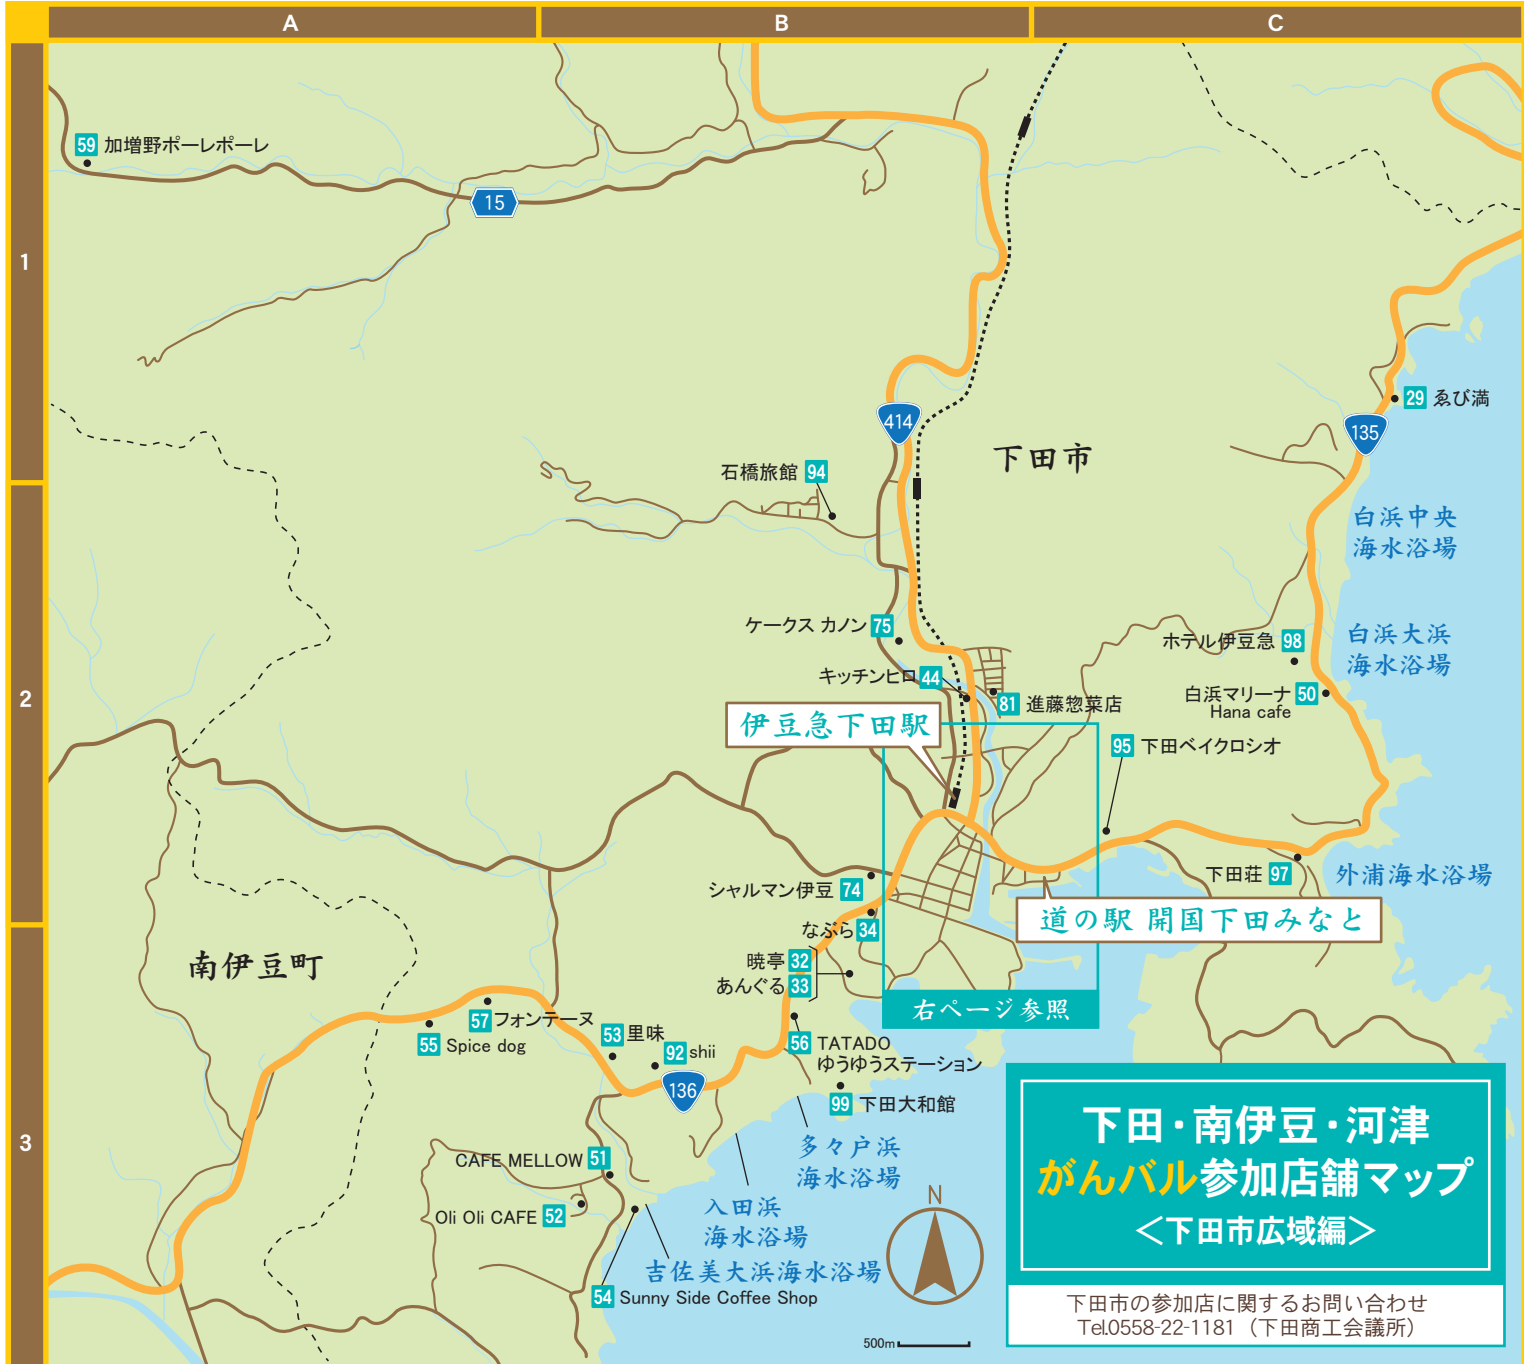 A
B
C
1
2
3
59 加増野ポーレポーレ
15
414
下田市
135
29 ゑび満
石橋旅館 94
白浜中央
海水浴場
ケークス カノン 75
白浜大浜
海水浴場
ホテル伊豆急 98
キッチンヒロ 44
81 進藤惣菜店
白浜マリーナ 50
Hana cafe
伊豆急下田駅
95 下田ベイクロシオ
シャルマン伊豆 74
下田荘 97
外浦海水浴場
なぶら 34
道の駅 開国下田みなと
南伊豆町
暁亭 32
あんぐる 33
右ページ参照
57 フォンテーヌ
55 Spice dog
53 里味
92 shii
56 TATADO
ゆうゆうステーション
136
99 下田大和館
多々戸浜
海水浴場
CAFE MELLOW 51
Oli Oli CAFE 52
入田浜
海水浴場
吉佐美大浜海水浴場
54 Sunny Side Coffee Shop
N
500m
下田・南伊豆・河津
がんバル参加店舗マップ
＜下田市広域編＞
下田市の参加店に関するお問い合わせ
Tel.0558-22-1181（下田商工会議所）